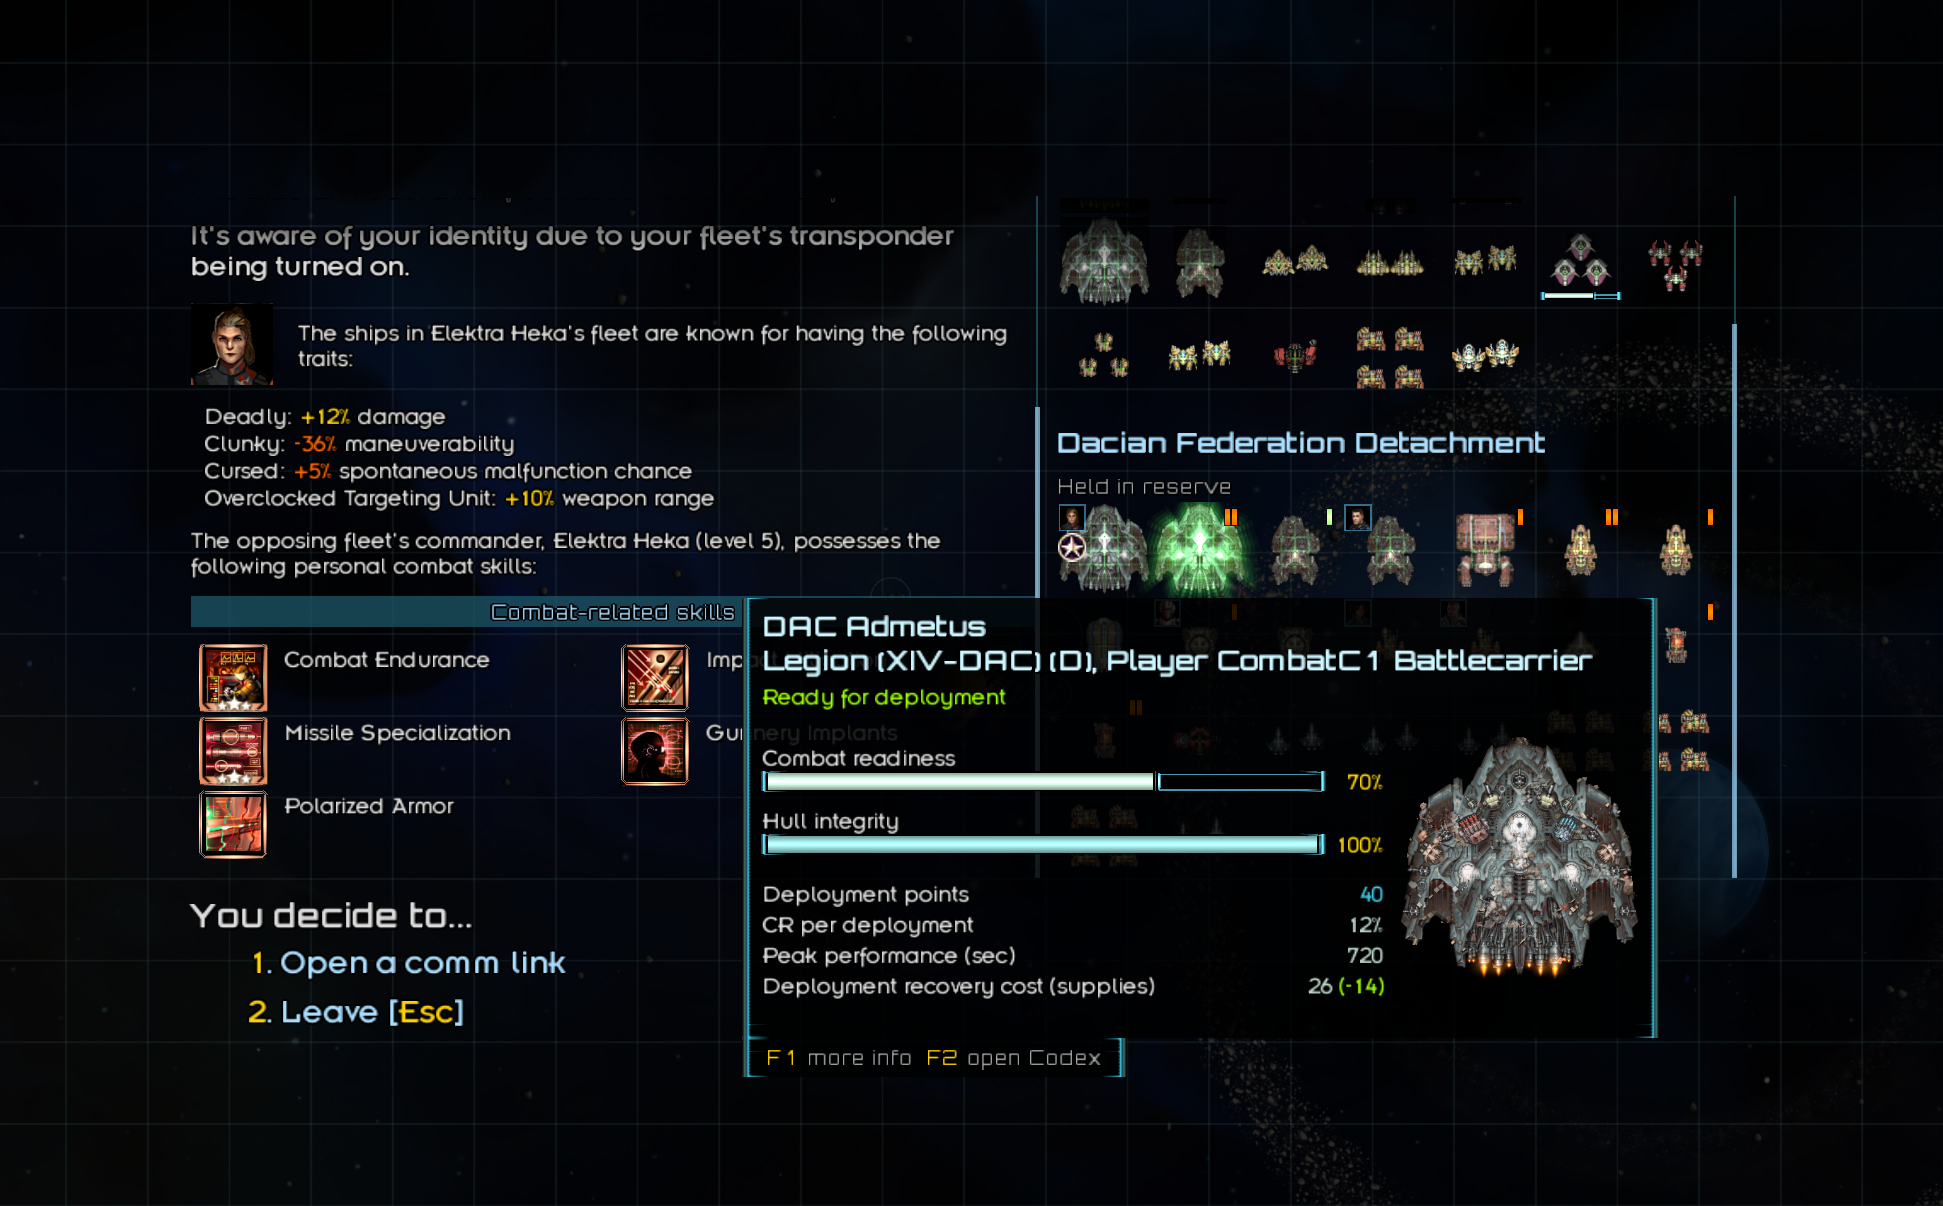 It's aware of your identity due to your fleet's transponder
being turned on.
The ships in Elektra Heka's fleet are known for having the following
traits:
Deadly: +12% damage
Clunky: -36% maneuverability
Cursed: +5% spontaneous malfunction chance
Overclocked Targeting Unit: +10% weapon range
The opposing fleet's commander, Elektra Heka (level 5), possesses the
following personal combat skills:
Combat-related skills
Combat Endurance
Imp
Missile Specialization
Gunnery Implants
Polarized Armor
You decide to...
1. Open a comm link
2. Leave [Esc]
Dacian Federation Detachment
Held in reserve
DAC Admetus
Legion (XIV-DAC) (D), Player CombatC1 Battlecarrier
Ready for deployment
Combat readiness
70%
Hull integrity
100%
Deployment points 40
CR per deployment 12%
Peak performance (sec) 720
Deployment recovery cost (supplies) 26 (-14)
F1 more info F2 open Codex